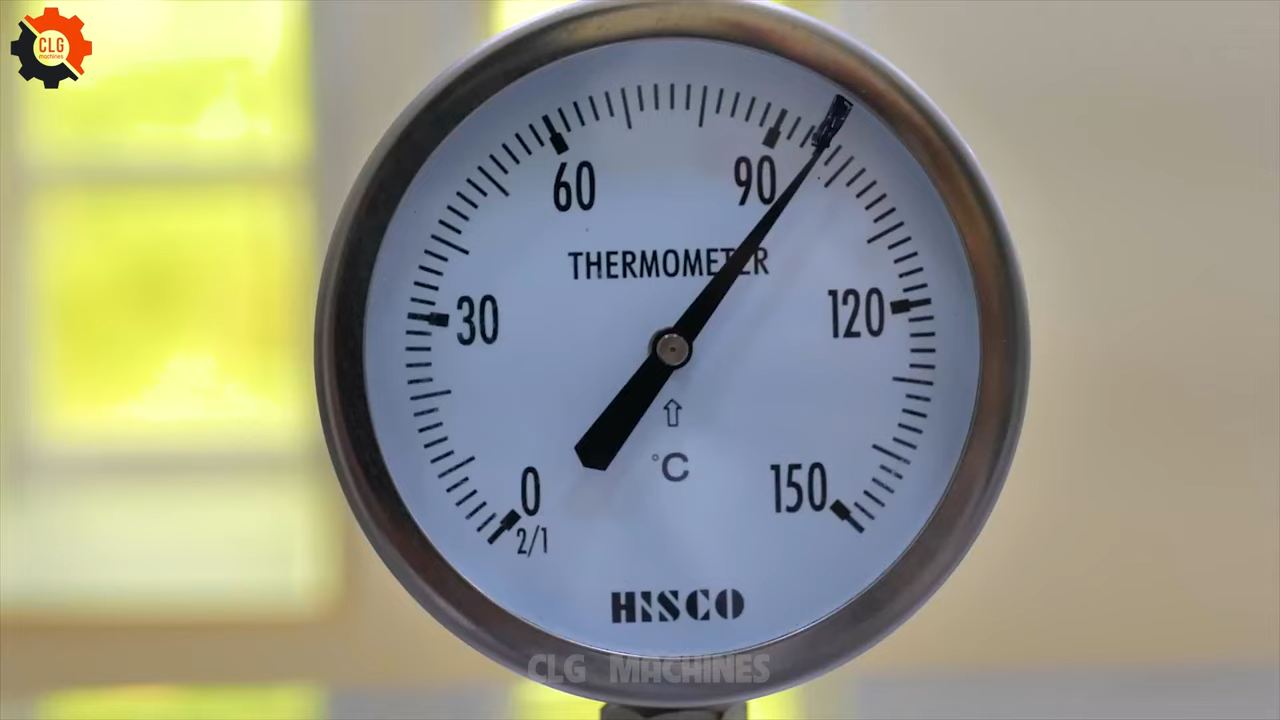 CLG
machines
60
90
THERMOMETER
30
120
°C
0
150
2/1
HISCO
CLG MACHINES